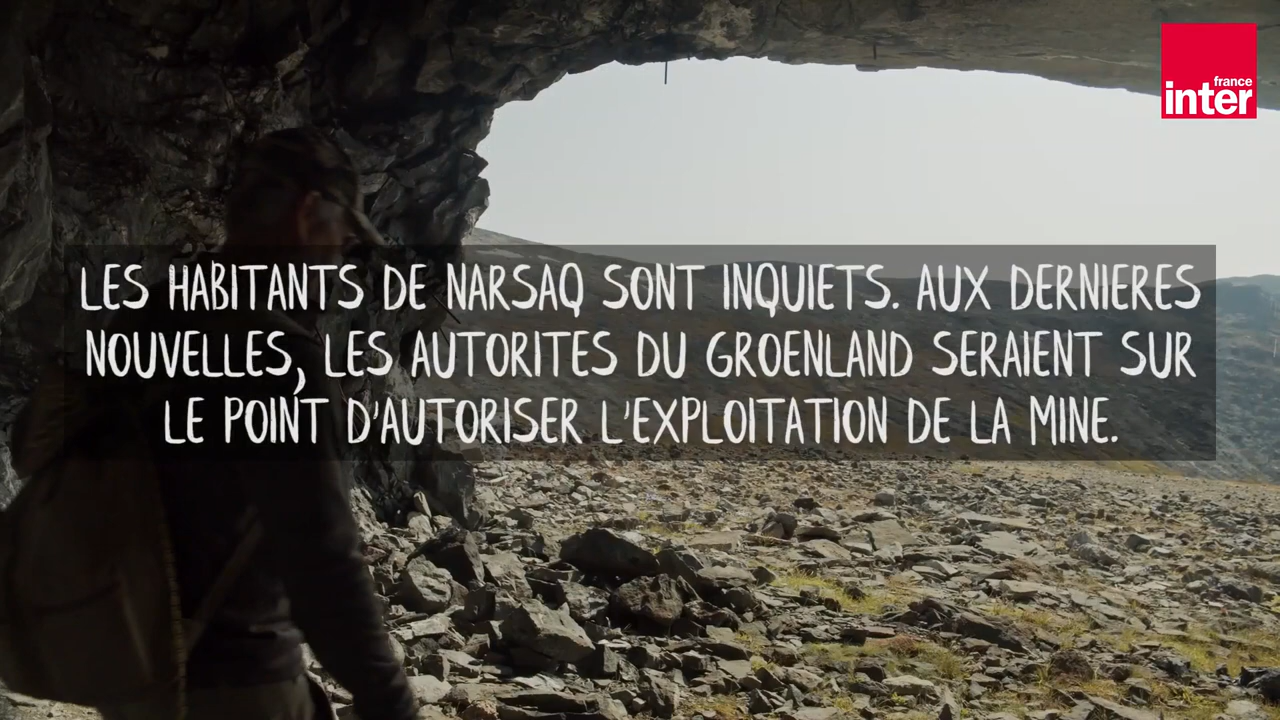 france
inter
LES HABITANTS DE NARSAQ SONT INQUIETS. AUX DERNIERES
NOUVELLES, LES AUTORITES DU GROENLAND SERAIENT SUR
LE POINT D'AUTORISER L'EXPLOITATION DE LA MINE.